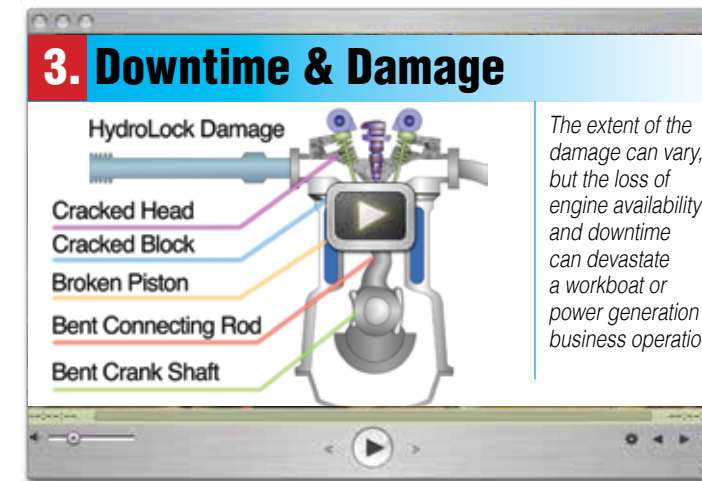 3. Downtime & Damage
HydroLock Damage
Cracked Head
Cracked Block
Broken Piston
Bent Connecting Rod
Bent Crank Shaft
The extent of the
damage can vary,
but the loss of
engine availability
and downtime
can devastate
a workboat or
power generation
business